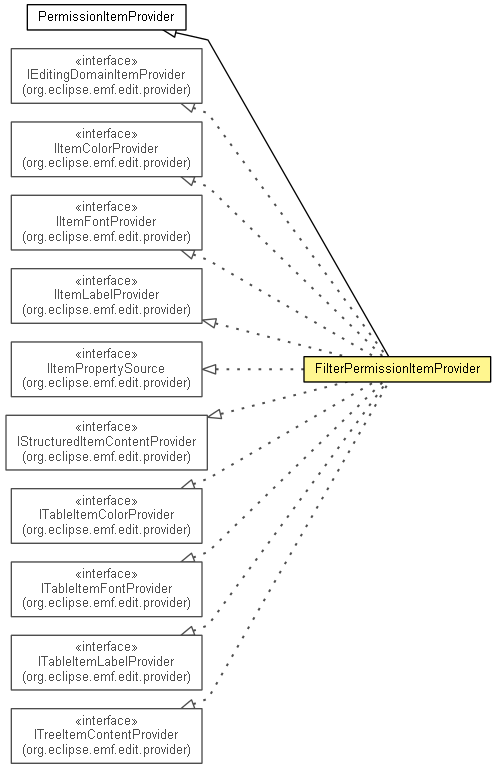 PermissionItemProvider
«interface»
IEditingDomainItemProvider
(org.eclipse.emf.edit.provider)
«interface»
IItemColorProvider
(org.eclipse.emf.edit.provider)
«interface»
IItemFontProvider
(org.eclipse.emf.edit.provider)
«interface»
IItemLabelProvider
(org.eclipse.emf.edit.provider)
«interface»
IItemPropertySource
(org.eclipse.emf.edit.provider)
FilterPermissionItemProvider
«interface»
IStructuredItemContentProvider
(org.eclipse.emf.edit.provider)
«interface»
ITableItemColorProvider
(org.eclipse.emf.edit.provider)
«interface»
ITableItemFontProvider
(org.eclipse.emf.edit.provider)
«interface»
ITableItemLabelProvider
(org.eclipse.emf.edit.provider)
«interface»
ITreeItemContentProvider
(org.eclipse.emf.edit.provider)